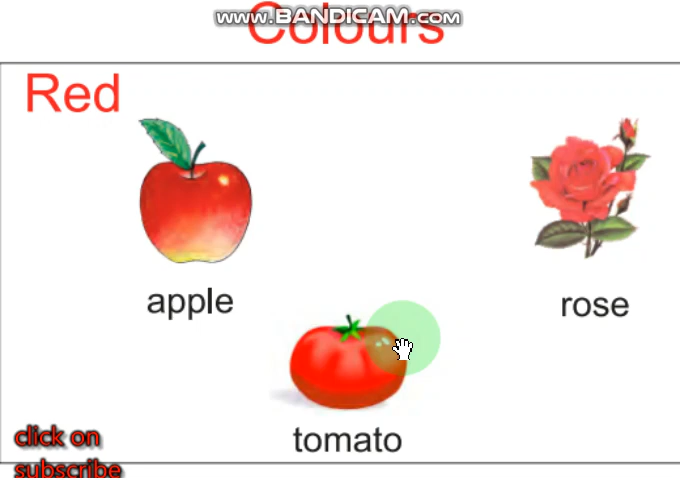 www.BANDICAM.com
Colours
Red
apple
rose
tomato
click on
subscribe